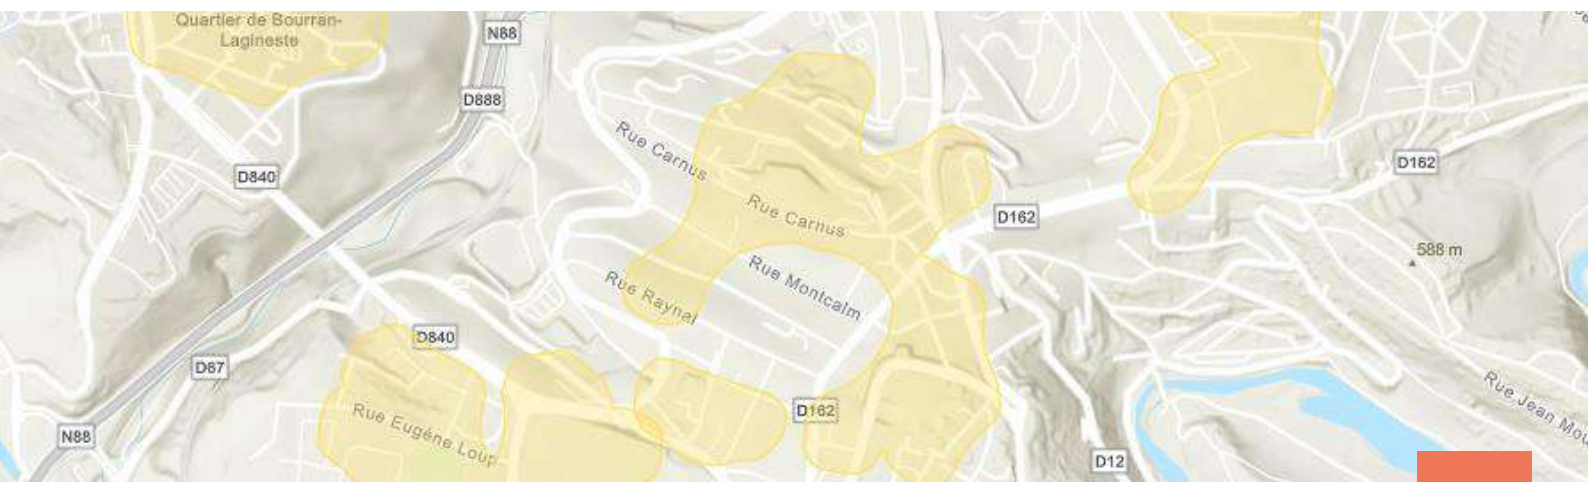 Quartier de Bourran-
Lagineste
N88
D888
Rue Carnus
D840
D162
Rue Carnus
D162
588 m
Rue Montcalm
Rue Raynal
D840
D67
Rue Jean Mou
D162
Rue Eugène Loup
N88
D12